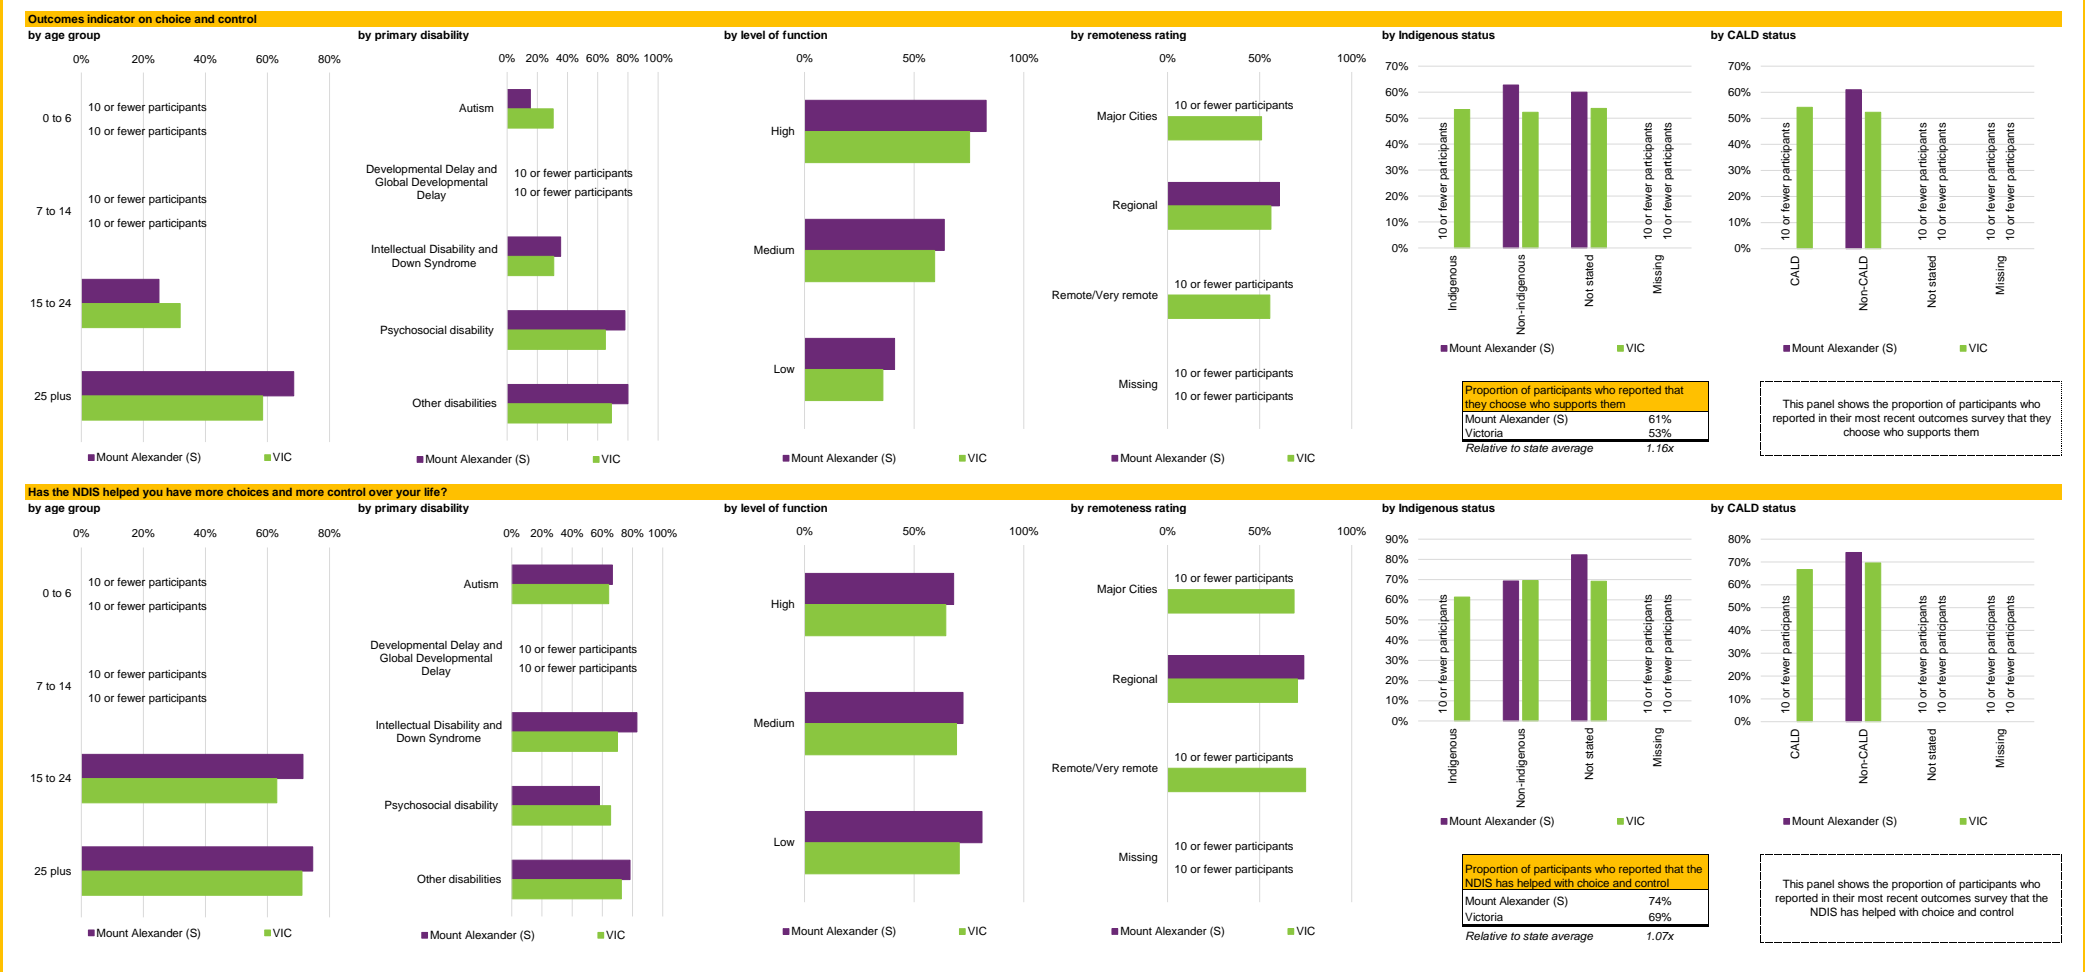 Outcomes indicator on choice and control
by age group
0% 20% 40% 60% 80%
0 to 6
10 or fewer participants
10 or fewer participants
7 to 14
10 or fewer participants
10 or fewer participants
15 to 24
25 plus
Mount Alexander (S) VIC
by primary disability
0% 20% 40% 60% 80% 100%
Autism
Developmental Delay and
Global Developmental
Delay
10 or fewer participants
10 or fewer participants
Intellectual Disability and
Down Syndrome
Psychosocial disability
Other disabilities
Mount Alexander (S) VIC
by level of function
0% 50% 100%
High
Medium
Low
Mount Alexander (S) VIC
by remoteness rating
0% 50% 100%
Major Cities
10 or fewer participants
Regional
Remote/Very remote
10 or fewer participants
Missing
10 or fewer participants
10 or fewer participants
Mount Alexander (S) VIC
by Indigenous status
70%
60%
50%
40%
30%
20%
10%
0%
10 or fewer participants
10 or fewer participants
10 or fewer participants
Indigenous
Non-indigenous
Not stated
Missing
Mount Alexander (S) VIC
Proportion of participants who reported that
they choose who supports them
Mount Alexander (S) 61%
Victoria 53%
Relative to state average 1.16x
by CALD status
70%
60%
50%
40%
30%
20%
10%
0%
10 or fewer participants
10 or fewer participants
10 or fewer participants
10 or fewer participants
10 or fewer participants
CALD
Non-CALD
Not stated
Missing
Mount Alexander (S) VIC
This panel shows the proportion of participants who
reported in their most recent outcomes survey that they
choose who supports them
Has the NDIS helped you have more choices and more control over your life?
by age group
0% 20% 40% 60% 80%
0 to 6
10 or fewer participants
10 or fewer participants
7 to 14
10 or fewer participants
10 or fewer participants
15 to 24
25 plus
Mount Alexander (S) VIC
by primary disability
0% 20% 40% 60% 80% 100%
Autism
Developmental Delay and
Global Developmental
Delay
10 or fewer participants
10 or fewer participants
Intellectual Disability and
Down Syndrome
Psychosocial disability
Other disabilities
Mount Alexander (S) VIC
by level of function
0% 50% 100%
High
Medium
Low
Mount Alexander (S) VIC
by remoteness rating
0% 50% 100%
Major Cities
10 or fewer participants
Regional
Remote/Very remote
10 or fewer participants
Missing
10 or fewer participants
10 or fewer participants
Mount Alexander (S) VIC
by Indigenous status
90%
80%
70%
60%
50%
40%
30%
20%
10%
0%
10 or fewer participants
10 or fewer participants
10 or fewer participants
Indigenous
Non-indigenous
Not stated
Missing
Mount Alexander (S) VIC
Proportion of participants who reported that the
NDIS has helped with choice and control
Mount Alexander (S) 74%
Victoria 69%
Relative to state average 1.07x
by CALD status
80%
70%
60%
50%
40%
30%
20%
10%
0%
10 or fewer participants
10 or fewer participants
10 or fewer participants
10 or fewer participants
10 or fewer participants
CALD
Non-CALD
Not stated
Missing
Mount Alexander (S) VIC
This panel shows the proportion of participants who
reported in their most recent outcomes survey that the
NDIS has helped with choice and control